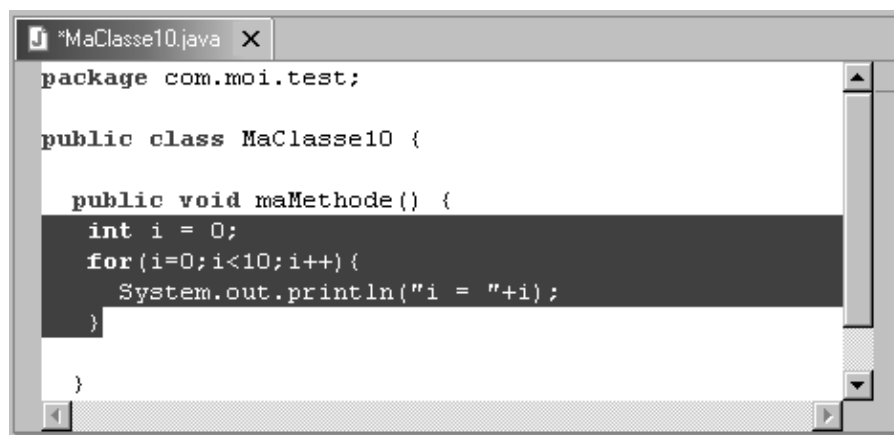 *MaClasse10.java
package com.moi.test;
public class MaClasse10 {
public void maMethode() {
int i = 0;
for(i=0;i<10;i++){
System.out.println("i = "+i);
}
}